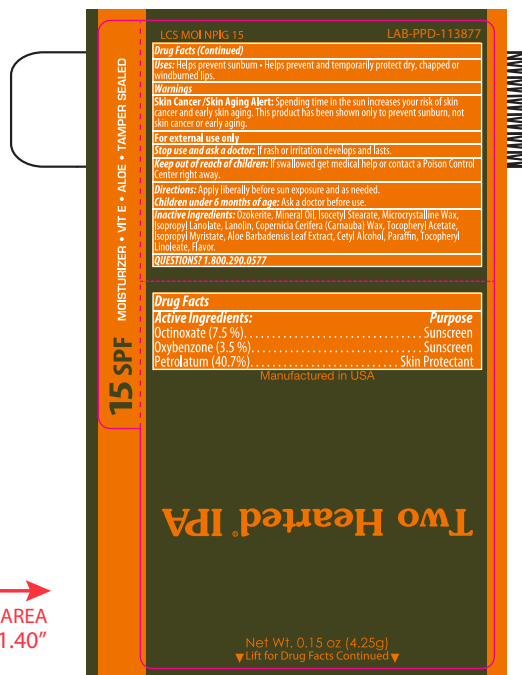 LCS MOI NPIG 15
LAB-PPD-113877
Drug Facts (Continued)
Uses: Helps prevent sunburn • Helps prevent and temporarily protect dry, chapped or
windburned lips.
Warnings
Skin Cancer /Skin Aging Alert: Spending time in the sun increases your risk of skin
cancer and early skin aging. This product has been shown only to prevent sunburn, not
skin cancer or early aging.
For external use only
Stop use and ask a doctor: If rash or irritation develops and lasts.
Keep out of reach of children: If swallowed get medical help or contact a Poison Control
Center right away.
Directions: Apply liberally before sun exposure and as needed.
Children under 6 months of age: Ask a doctor before use.
Inactive Ingredients: Ozokerite, Mineral Oil, Isocetyl Stearate, Microcrystalline Wax,
Isopropyl Lanolate, Lanolin, Copernicia Cerifera (Carnauba) Wax, Tocopheryl Acetate,
Isopropyl Myristate, Aloe Barbadensis Leaf Extract, Cetyl Alcohol, Paraffin, Tocopheryl
Linoleate, Flavor.
QUESTIONS? 1.800.290.0577
Drug Facts
Active Ingredients: Purpose
Octinoxate (7.5 %)............................Sunscreen
Oxybenzone (3.5 %)............................Sunscreen
Petrolatum (40.7%)........................Skin Protectant
Manufactured in USA
Two Hearted® IPA
Net Wt. 0.15 oz (4.25g)
▼Lift for Drug Facts Continued▼
15 SPF MOISTURIZER • VIT E • ALOE • TAMPER SEALED
AREA
1.40”